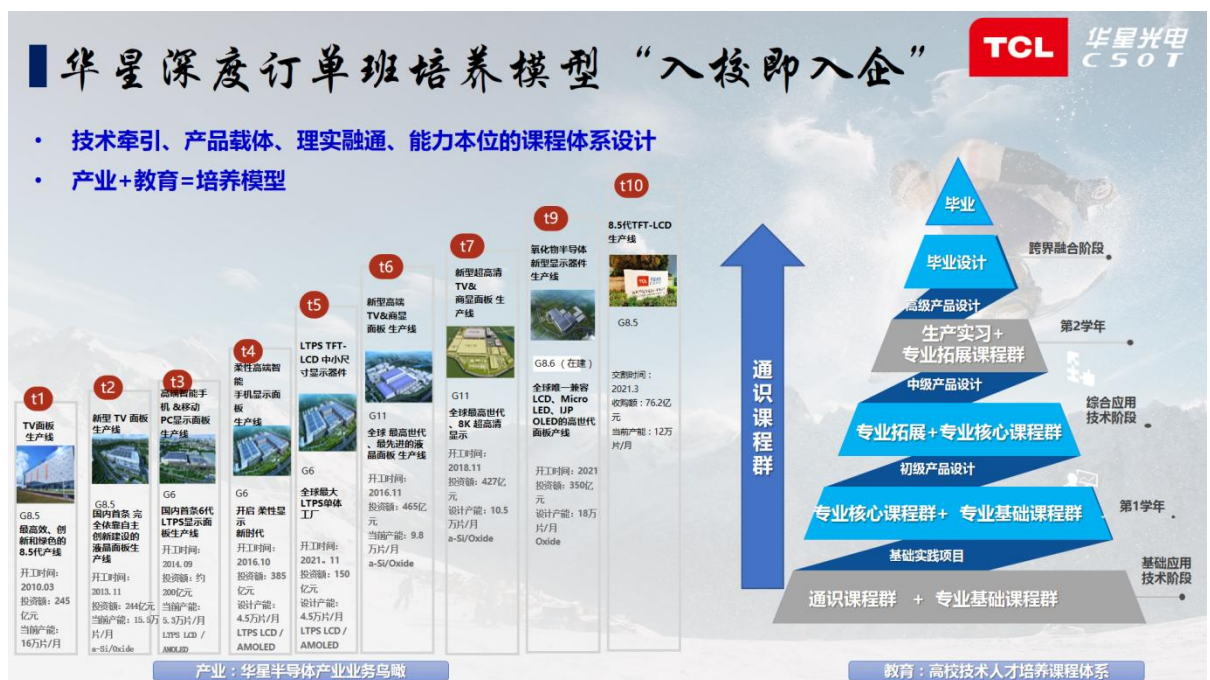 华星深度订单班培养模型“入校即入企”
TCL
华星光电
CSOT
• 技术牵引、产品载体、理实融通、能力本位的课程体系设计
• 产业+教育=培养模型
t1
TV面板
生产线
G8.5
最高效、创
新和绿色的
8.5代产线
开工时间:
2010.03
投资额: 245
亿元
当前产能:
16万片/月
t2
新型 TV 面板
生产线
G8.5
国内首条 完
全依靠自主
创新建设的
液晶面板生
产线
开工时间:
2013.11
投资额: 244亿元
当前产能: 15.5万
片/月
a-Si/Oxide
t3
高端智能手
机 &移动
PC显示面板
生产线
G6
国内首条6代
LTPS显示面
板生产线
开工时间:
2014.09
投资额: 约
200亿元
当前产能:
5.3万片/月
LTPS LCD /
AMOLED
t4
柔性高端智
能
手机显示面
板
生产线
G6
开启 柔性显
示
新时代
开工时间:
2016.10
投资额: 385
亿元
设计产能:
4.5万片/月
LTPS LCD /
AMOLED
t5
LTPS TFT-
LCD 中小尺
寸显示器件
G6
全球最大
LTPS单体
工厂
开工时间:
2021。11
投资额: 150
亿元
设计产能:
4.5万片/月
LTPS LCD /
AMOLED
t6
新型高端
TV&商显
面板 生产线
G11
全球 最高世代
、最先进的液
晶面板 生产线
开工时间:
2016.11
投资额: 465亿
元
当前产能: 9.8
万片/月
a-Si/Oxide
t7
新型超高清
TV&
商显面板 生
产线
G11
全球最高世代
、8K 超高清
显示
开工时间:
2018.11
投资额: 427亿
元
设计产能: 10.5
万片/月
a-Si/Oxide
t9
氧化物半导体
新型显示器件
生产线
G8.6 (在建)
全球唯一兼容
LCD、Micro
LED、IJP
OLED的高世代
面板产线
开工时间: 2021
投资额: 350亿
元
设计产能: 18万
片/月
Oxide
t10
8.5代TFT-LCD
生产线
TCL
G8.5
交割时间:
2021.3
收购额: 76.2亿
元
当前产能: 12万
片/月
产业:华星半导体产业业务鸟瞰
通识课程群
毕业
毕业设计
跨界融合阶段
高级产品设计
生产实习+
专业拓展课程群
第2学年
中级产品设计
综合应用
技术阶段
专业拓展+专业核心课程群
初级产品设计
专业核心课程群+ 专业基础课程群
第1学年
基础实践项目
基础应用
技术阶段
通识课程群 + 专业基础课程群
教育:高校技术人才培养课程体系